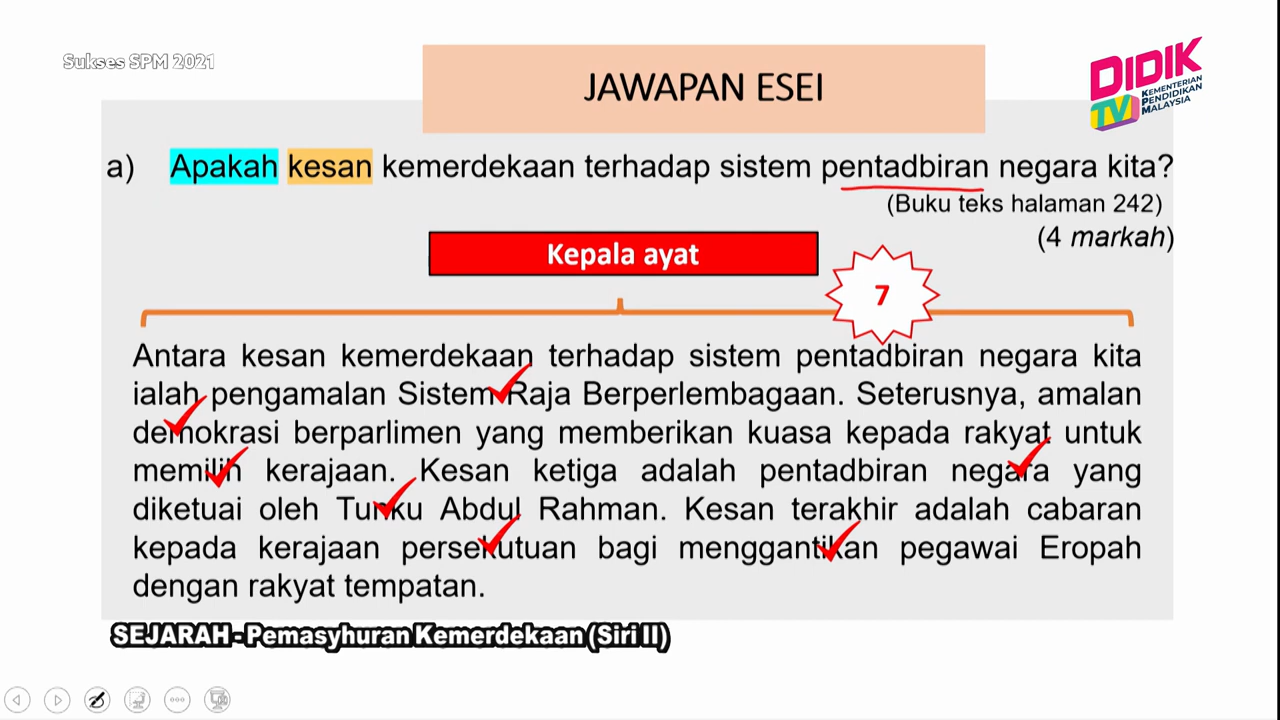 Sukses SPM 2021
JAWAPAN ESEI
DIDIK
TV
KEMENTERIAN
PENDIDIKAN
MALAYSIA
a) Apakah kesan kemerdekaan terhadap sistem pentadbiran negara kita?
(Buku teks halaman 242)
(4 markah)
Kepala ayat
7
Antara kesan kemerdekaan terhadap sistem pentadbiran negara kita
ialah pengamalan Sistem Raja Berperlembagaan. Seterusnya, amalan
demokrasi berparlimen yang memberikan kuasa kepada rakyat untuk
memilih kerajaan. Kesan ketiga adalah pentadbiran negara yang
diketuai oleh Tunku Abdul Rahman. Kesan terakhir adalah cabaran
kepada kerajaan persekutuan bagi menggantikan pegawai Eropah
dengan rakyat tempatan.
SEJARAH - Pemasyhuran Kemerdekaan (Siri II)